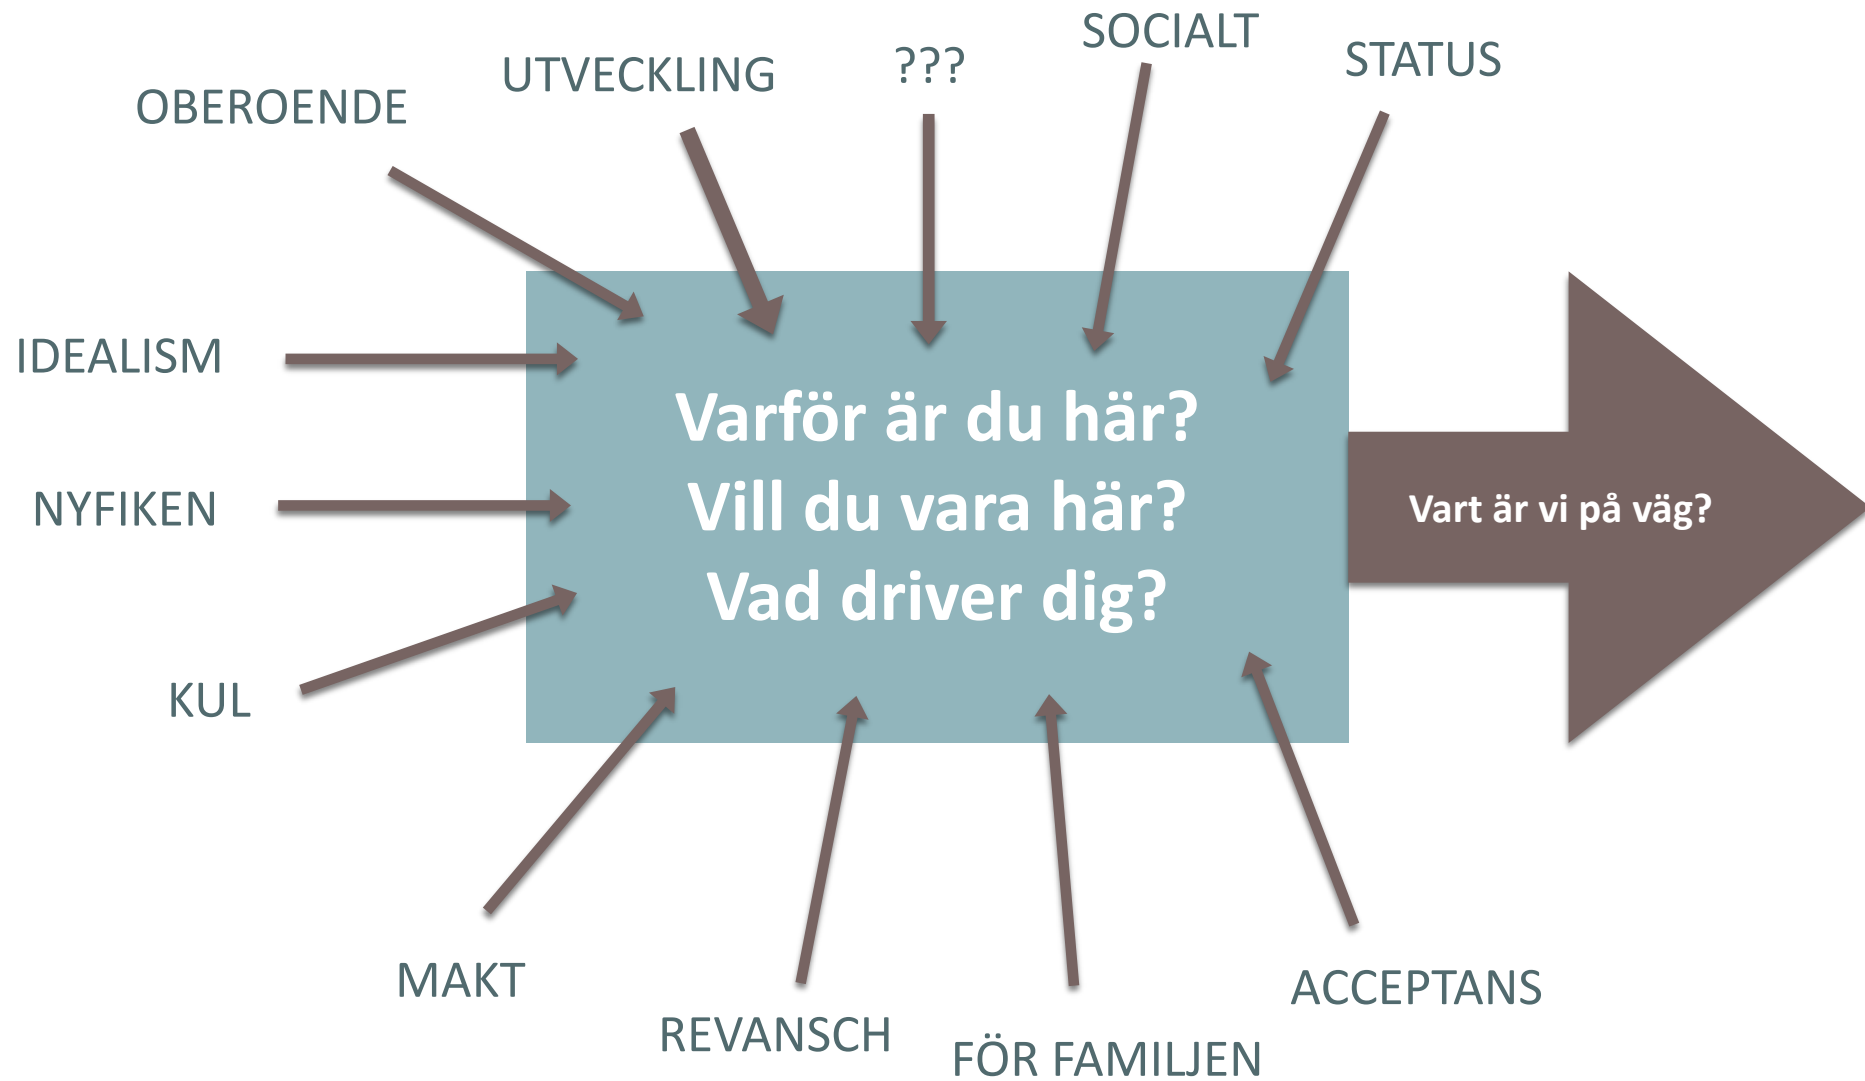 SOCIALT
???
STATUS
UTVECKLING
OBEROENDE
IDEALISM
Varför är du här?
Vill du vara här?
Vad driver dig?
NYFIKEN
Vart är vi på väg?
KUL
MAKT
ACCEPTANS
REVANSCH
FÖR FAMILJEN